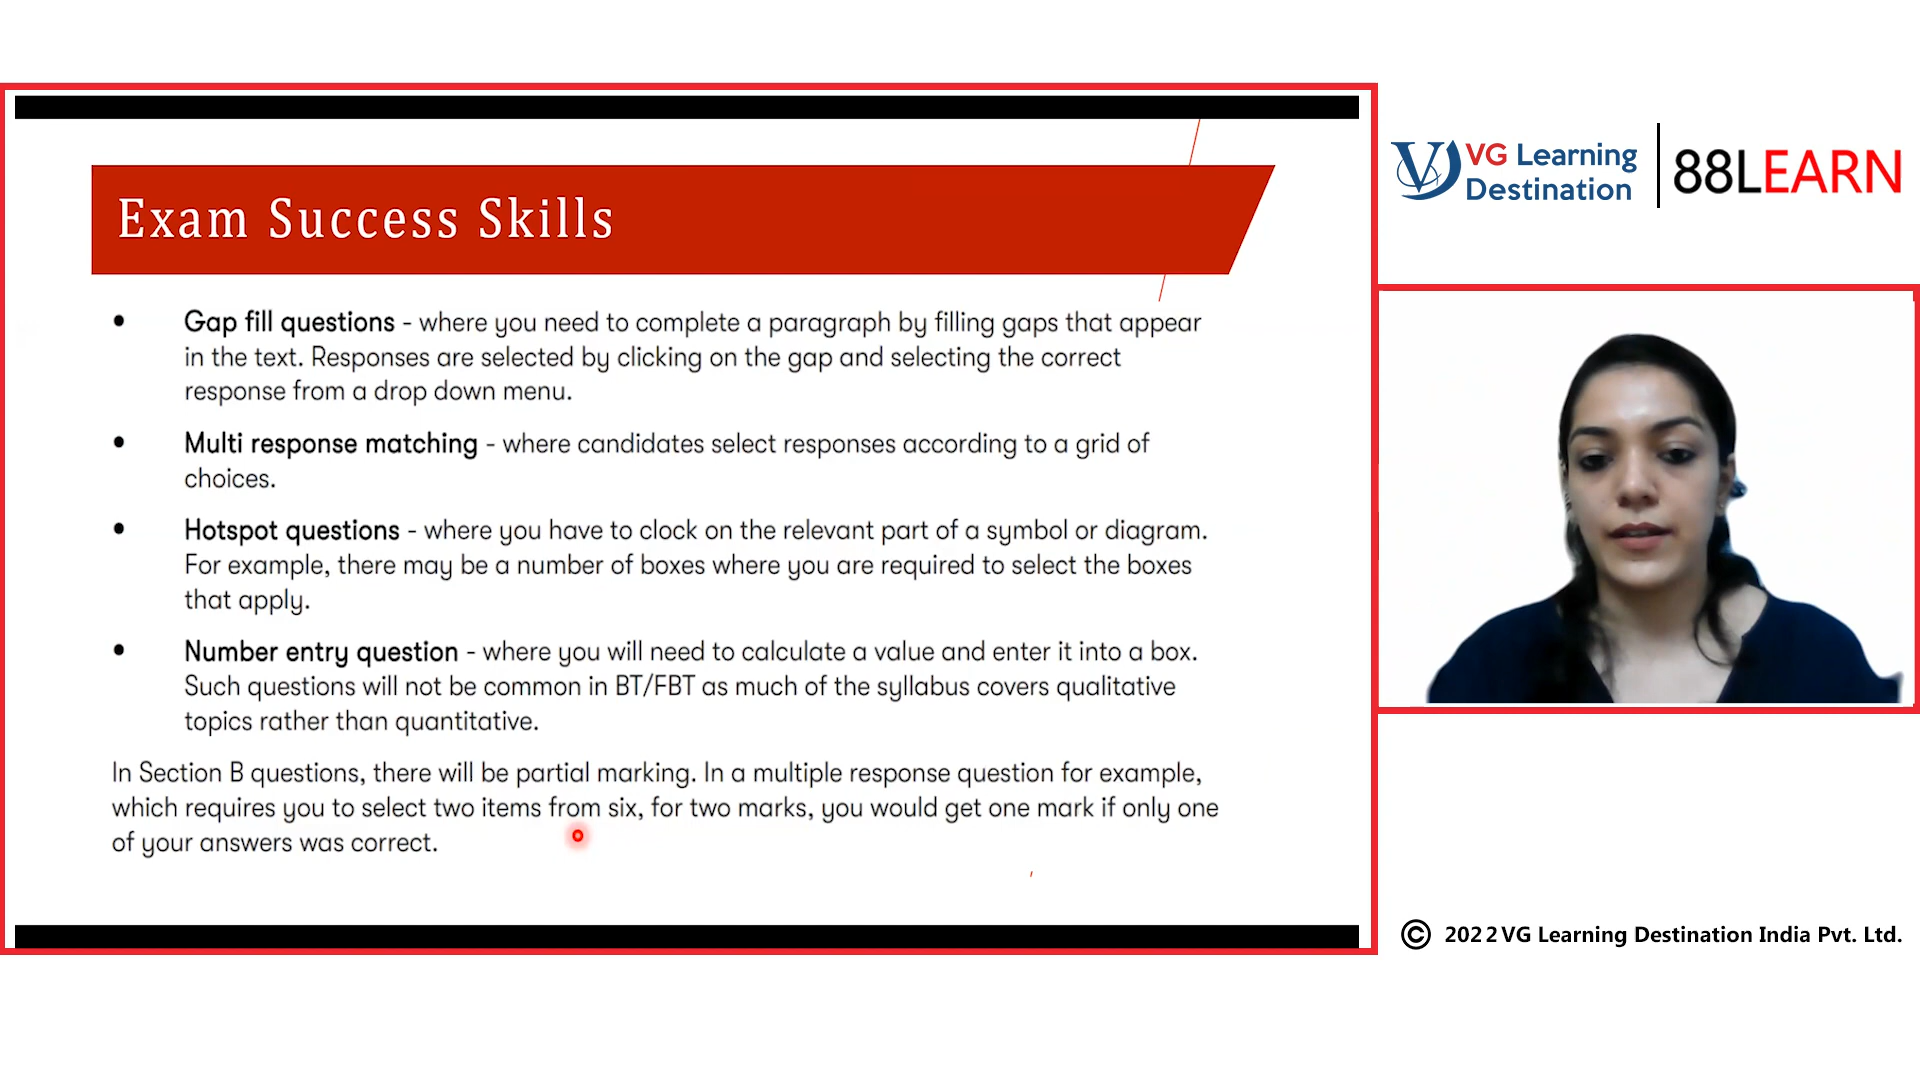 Exam Success Skills
• Gap fill questions - where you need to complete a paragraph by filling gaps that appear
in the text. Responses are selected by clicking on the gap and selecting the correct
response from a drop down menu.
• Multi response matching - where candidates select responses according to a grid of
choices.
• Hotspot questions - where you have to clock on the relevant part of a symbol or diagram.
For example, there may be a number of boxes where you are required to select the boxes
that apply.
• Number entry question - where you will need to calculate a value and enter it into a box.
Such questions will not be common in BT/FBT as much of the syllabus covers qualitative
topics rather than quantitative.
In Section B questions, there will be partial marking. In a multiple response question for example,
which requires you to select two items from six, for two marks, you would get one mark if only one
of your answers was correct.
VG Learning
Destination
88LEARN
© 2022 VG Learning Destination India Pvt. Ltd.